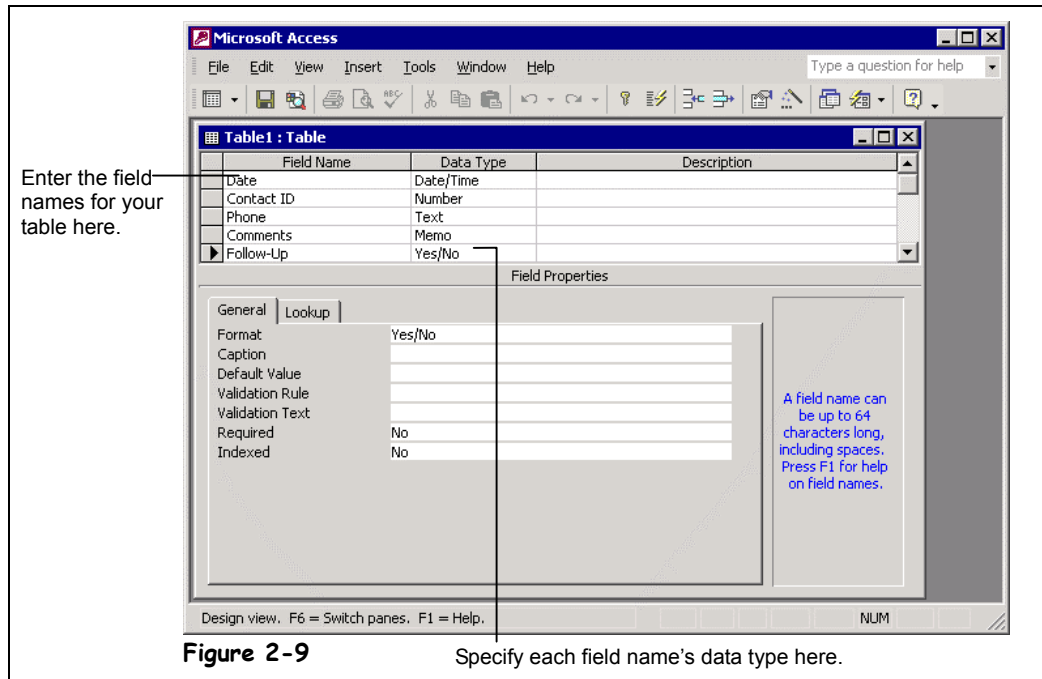 Microsoft Access
File Edit View Insert Tools Window Help Type a question for help
Table1 : Table
Field Name Data Type Description
Date Date/Time
Contact ID Number
Phone Text
Comments Memo
Follow-Up Yes/No
Enter the field
names for your
table here.
Field Properties
General Lookup
Format Yes/No
Caption
Default Value
Validation Rule
Validation Text
Required No
Indexed No
A field name can
be up to 64
characters long,
including spaces.
Press F1 for help
on field names.
Design view. F6 = Switch panes. F1 = Help. NUM
Figure 2-9
Specify each field name's data type here.